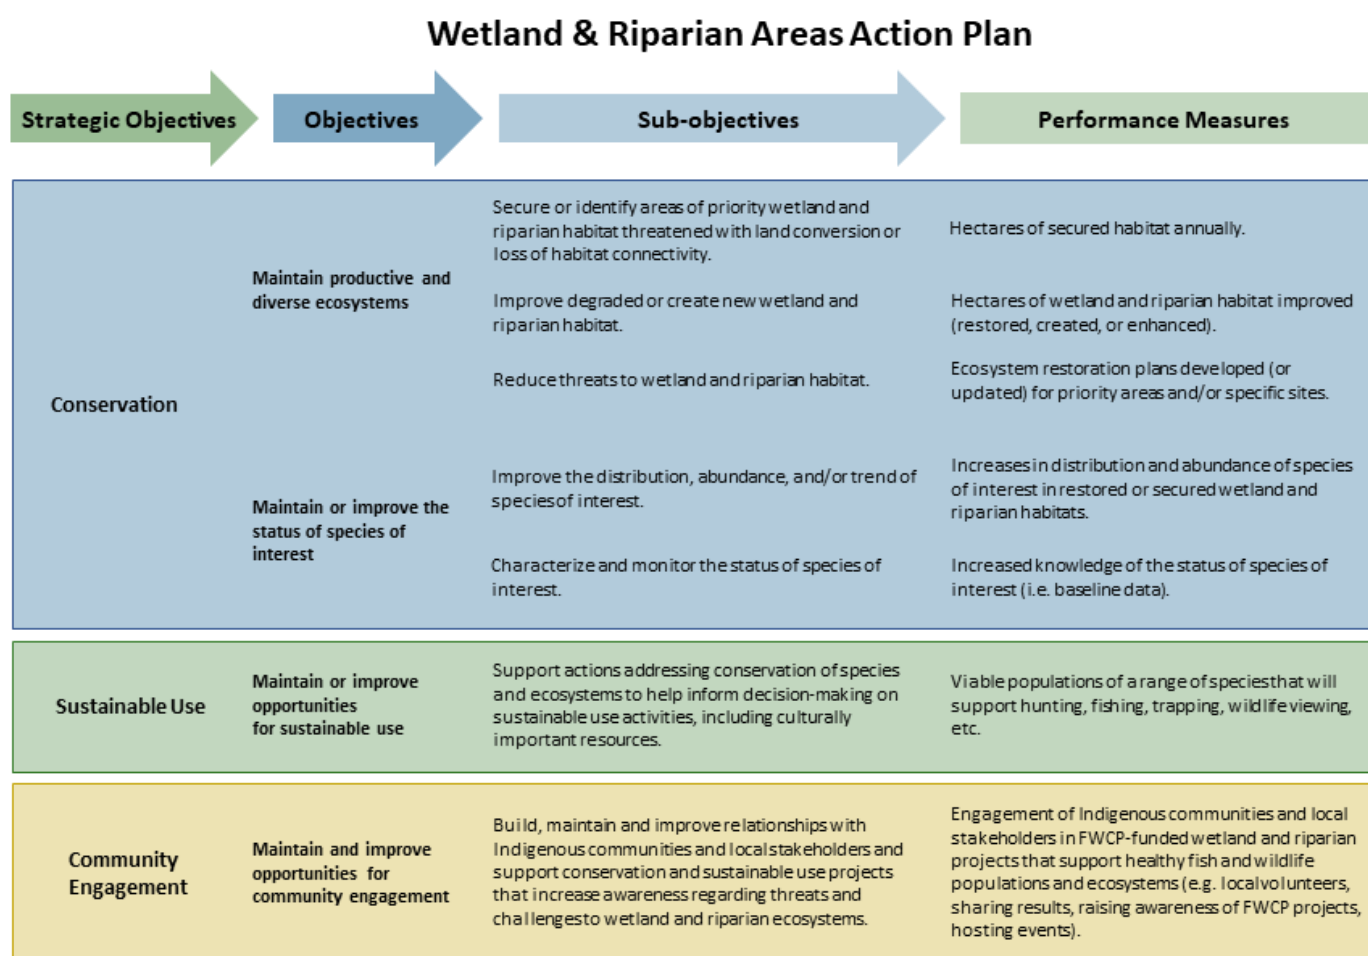 Wetland & Riparian Areas Action Plan
Strategic Objectives
Objectives
Sub-objectives
Performance Measures
Conservation
Maintain productive and
diverse ecosystems
Secure or identify areas of priority wetland and
riparian habitat threatened with land conversion or
loss of habitat connectivity.
Hectares of secured habitat annually.
Improve degraded or create new wetland and
riparian habitat.
Hectares of wetland and riparian habitat improved
(restored, created, or enhanced).
Reduce threats to wetland and riparian habitat.
Ecosystem restoration plans developed (or
updated) for priority areas and/or specific sites.
Maintain or improve the
status of species of
interest
Improve the distribution, abundance, and/or trend of
species of interest.
Increases in distribution and abundance of species
of interest in restored or secured wetland and
riparian habitats.
Characterize and monitor the status of species of
interest.
Increased knowledge of the status of species of
interest (i.e. baseline data).
Sustainable Use
Maintain or improve
opportunities
for sustainable use
Support actions addressing conservation of species
and ecosystems to help inform decision-making on
sustainable use activities, including culturally
important resources.
Viable populations of a range of species that will
support hunting, fishing, trapping, wildlife viewing,
etc.
Community
Engagement
Maintain and improve
opportunities for
community engagement
Build, maintain and improve relationships with
Indigenous communities and local stakeholders and
support conservation and sustainable use projects
that increase awareness regarding threats and
challenges to wetland and riparian ecosystems.
Engagement of Indigenous communities and local
stakeholders in FWCP-funded wetland and riparian
projects that support healthy fish and wildlife
populations and ecosystems (e.g. local volunteers,
sharing results, raising awareness of FWCP projects,
hosting events).